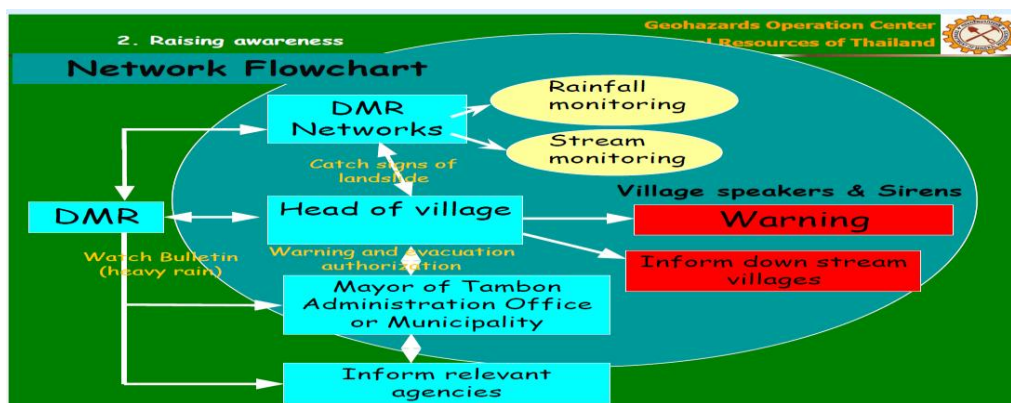 Geohazards Operation Center
2. Raising awareness
Resources of Thailand
Network Flowchart
Rainfall
monitoring
DMR
Networks
Stream
monitoring
Catch signs of
landslide
Village speakers & Sirens
DMR
Head of village
Warning
Watch Bulletin
(heavy rain)
Warning and evacuation
authorization
Inform down stream
villages
Mayor of Tambon
Administration Office
or Municipality
Inform relevant
agencies